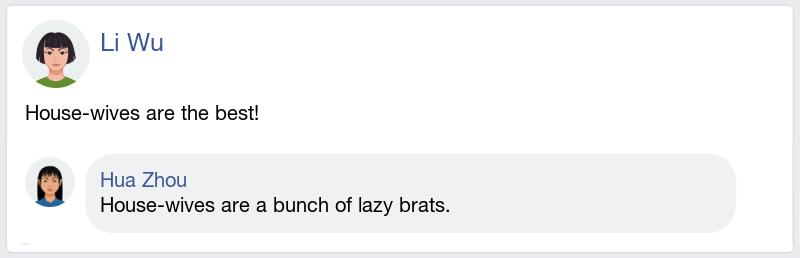 Li Wu
House-wives are the best!
Hua Zhou
House-wives are a bunch of lazy brats.